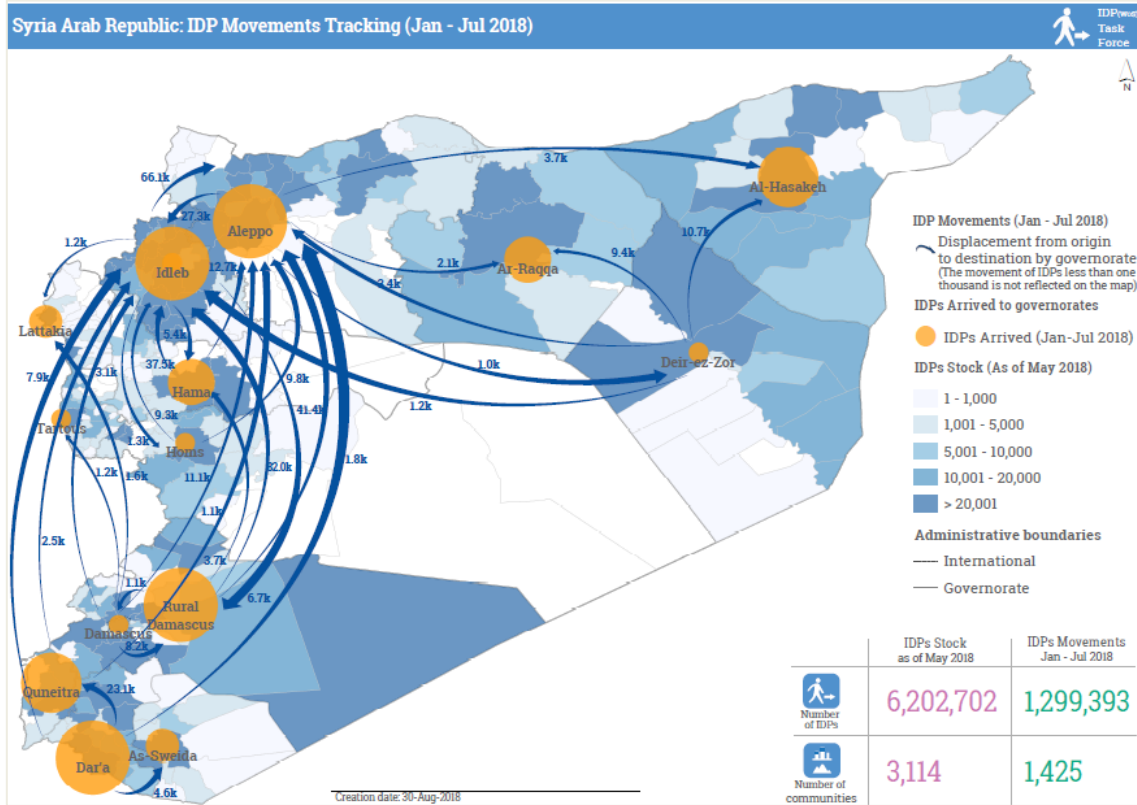 Syria Arab Republic: IDP Movements Tracking (Jan - Jul 2018)
IDP(WoS)
Task
Force
N
3.7k
66.1k
27.3k
Aleppo
Al-Hasakeh
1.2k
12.7k
Idleb
2.1k
Ar-Raqqa
9.4k
10.7k
2.4k
Lattakia
5.4k
Deir-ez-Zor
7.9k
3.1k
37.5k
9.8k
1.0k
Hama
1.2k
9.3k
41.4k
Tartous
1.3k
Homs
1.8k
1.2k
1.6k
11.1k
82.0k
1.1k
2.5k
3.7k
1.1k
6.7k
Rural
Damascus
Damascus
8.2k
Quneitra
23.1k
As-Sweida
Dar'a
4.6k
IDP Movements (Jan - Jul 2018)
Displacement from origin
to destination by governorate
(The movement of IDPs less than one
thousand is not reflected on the map)
IDPs Arrived to governorates
IDPs Arrived (Jan-Jul 2018)
IDPs Stock (As of May 2018)
1 - 1,000
1,001 - 5,000
5,001 - 10,000
10,001 - 20,000
> 20,001
Administrative boundaries
International
Governorate
IDPs Stock
as of May 2018
IDPs Movements
Jan - Jul 2018
Number
of IDPs
6,202,702
1,299,393
Number of
communities
3,114
1,425
Creation date: 30-Aug-2018